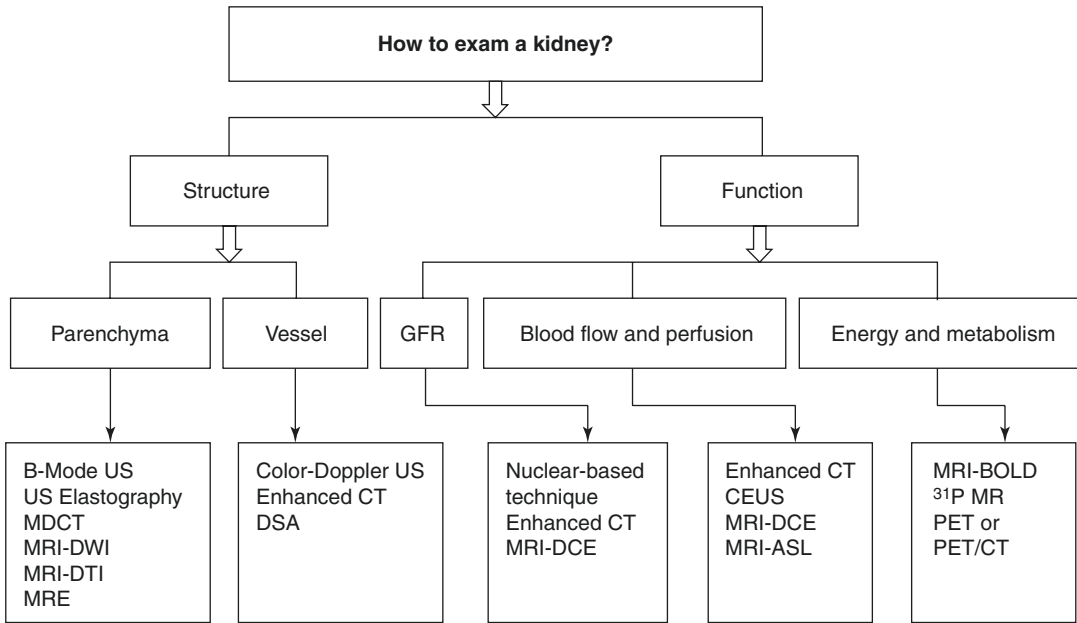 How to exam a kidney?
Structure
Function
Parenchyma
Vessel
GFR
Blood flow and perfusion
Energy and metabolism
B-Mode US
US Elastography
MDCT
MRI-DWI
MRI-DTI
MRE
Color-Doppler US
Enhanced CT
DSA
Nuclear-based
technique
Enhanced CT
MRI-DCE
Enhanced CT
CEUS
MRI-DCE
MRI-ASL
MRI-BOLD
³¹P MR
PET or
PET/CT